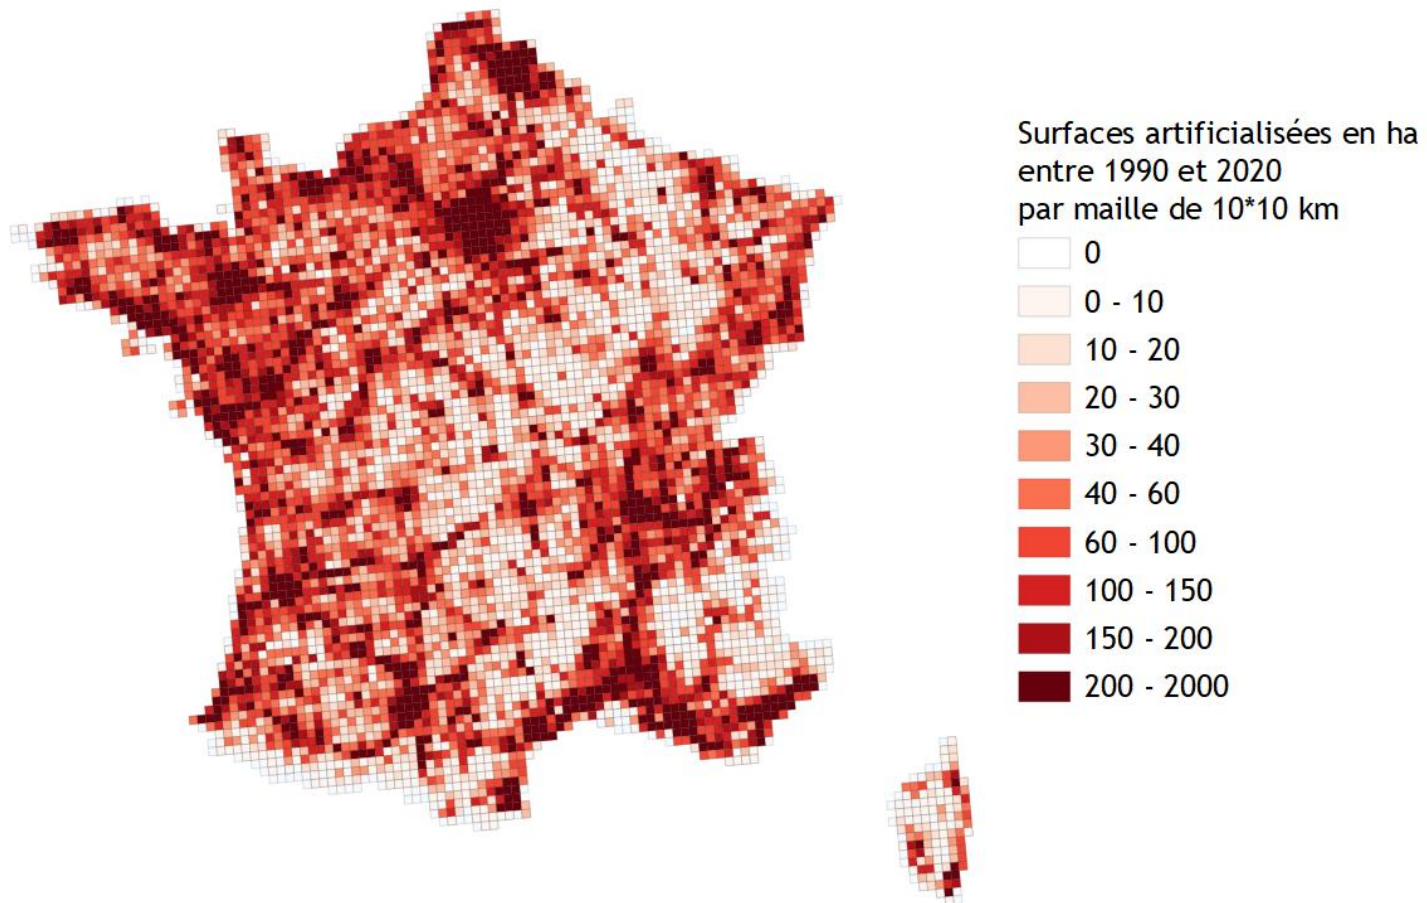 Surfaces artificialisées en ha
entre 1990 et 2020
par maille de 10*10 km
0
0 - 10
10 - 20
20 - 30
30 - 40
40 - 60
60 - 100
100 - 150
150 - 200
200 - 2000